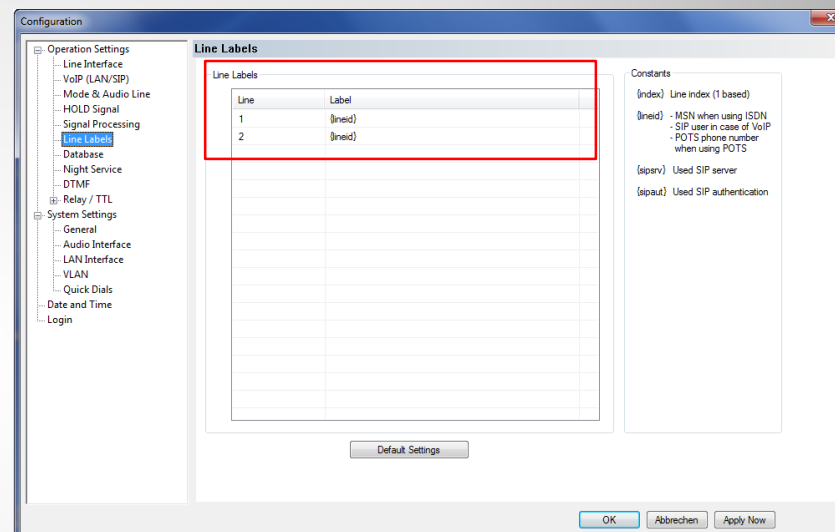 Configuration
Operation Settings
Line Interface
VoIP (LAN/SIP)
Mode & Audio Line
HOLD Signal
Signal Processing
Line Labels
Database
Night Service
DTMF
Relay / TTL
System Settings
General
Audio Interface
LAN Interface
VLAN
Quick Dials
Date and Time
Login
Line Labels
Line Labels
Line Label
1 {lineid}
2 {lineid}
Default Settings
Constants
{index} Line index (1 based)
{lineid} - MSN when using ISDN
- SIP user in case of VoIP
- POTS phone number
when using POTS
{sipsrv} Used SIP server
{sipaut} Used SIP authentication
OK Abbrechen Apply Now